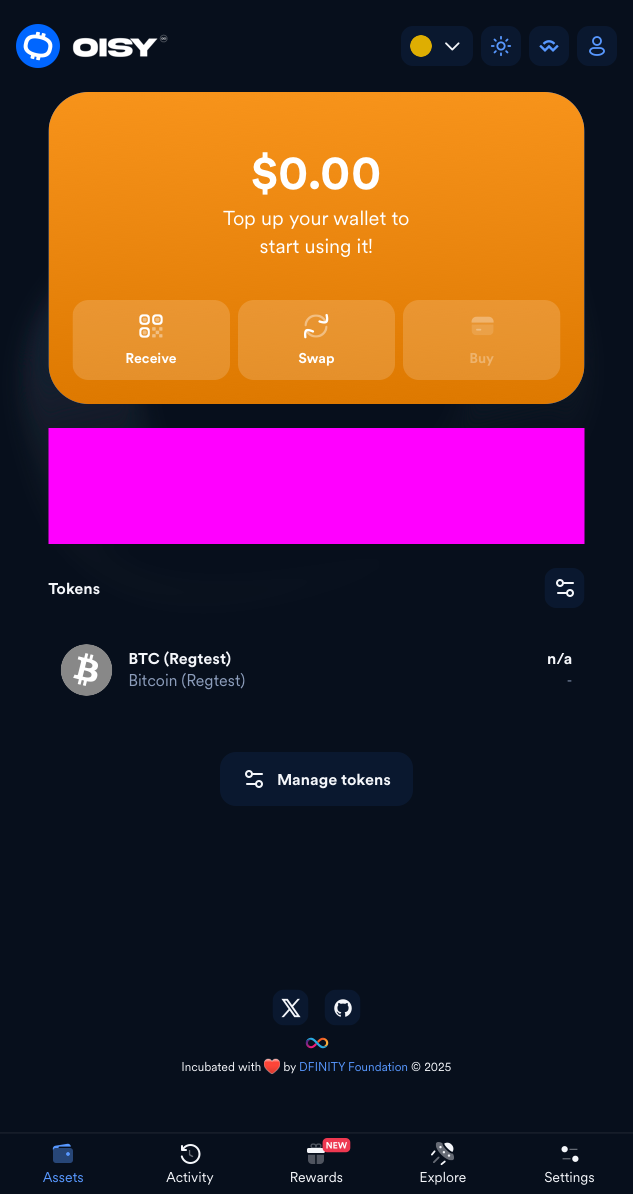 OISY
$0.00
Top up your wallet to
start using it!
Receive
Swap
Buy
Tokens
BTC (Regtest)
n/a
Bitcoin (Regtest)
-
Manage tokens
Incubated with ❤️ by DFINITY Foundation © 2025
NEW
Assets
Activity
Rewards
Explore
Settings